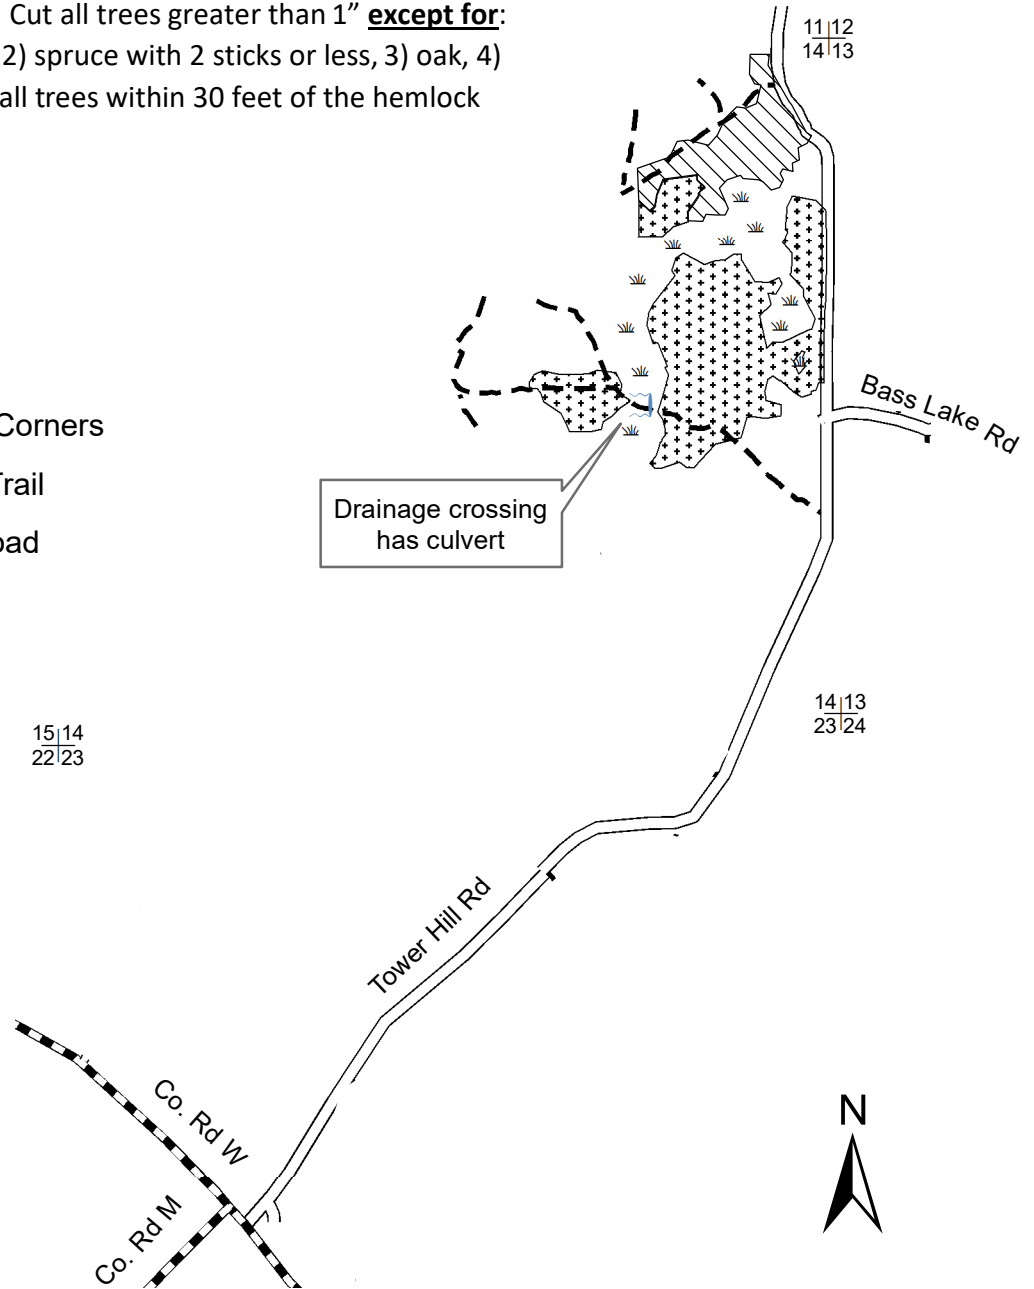 Cut all trees greater than 1” except for:
2) spruce with 2 sticks or less, 3) oak, 4)
all trees within 30 feet of the hemlock
11 12
14 13
Bass Lake Rd
Corners
Trail
oad
Drainage crossing
has culvert
14 13
23 24
15 14
22 23
Tower Hill Rd
Co. Rd W
Co. Rd M
N